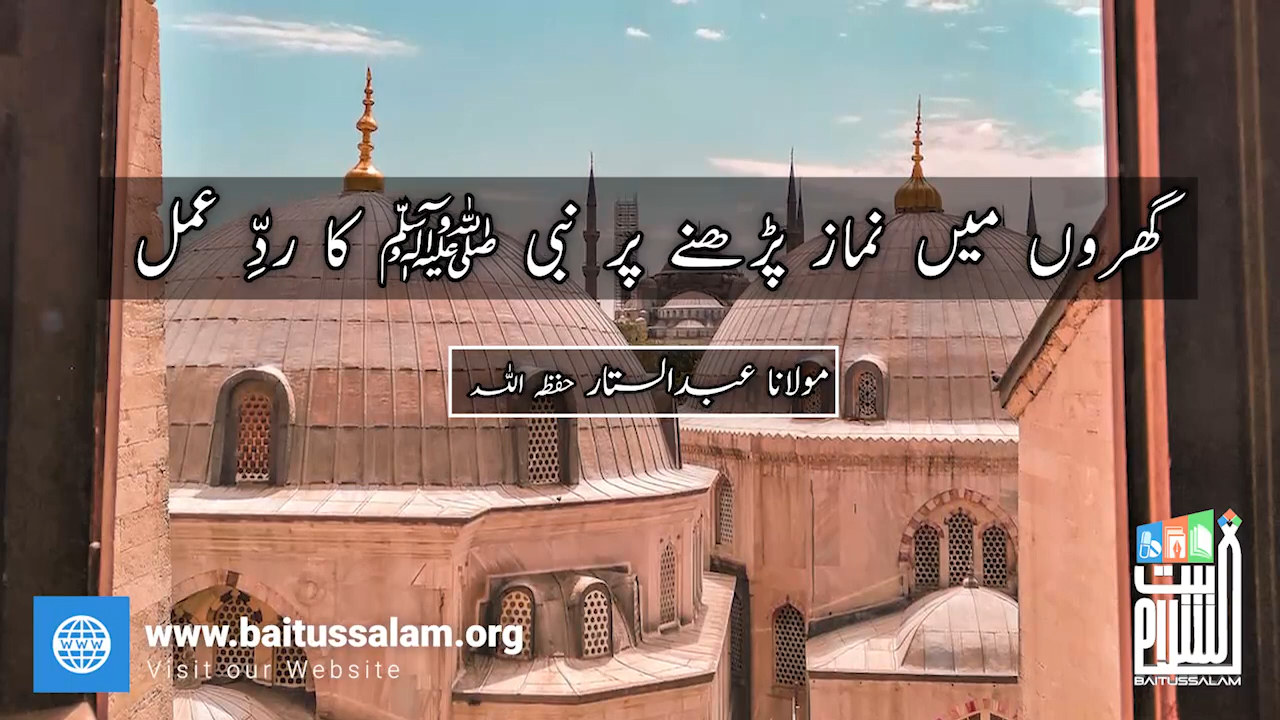 گھروں میں نماز پڑھنے پر نبی ﷺ کا ردِّ عمل
مولانا عبدالستار حفظہ اللہ
www.baitussalam.org
Visit our Website
WWW
بیت السلام
BAITUSSALAM